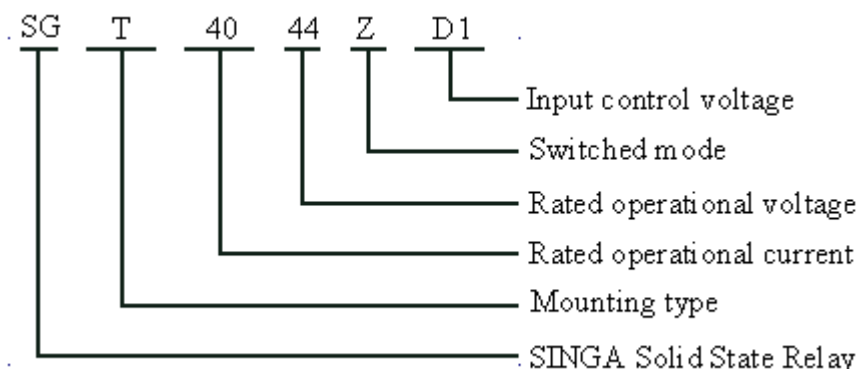 SG T 40 44 Z D1
Input control voltage
Switched mode
Rated operational voltage
Rated operational current
Mounting type
SINGA Solid State Relay